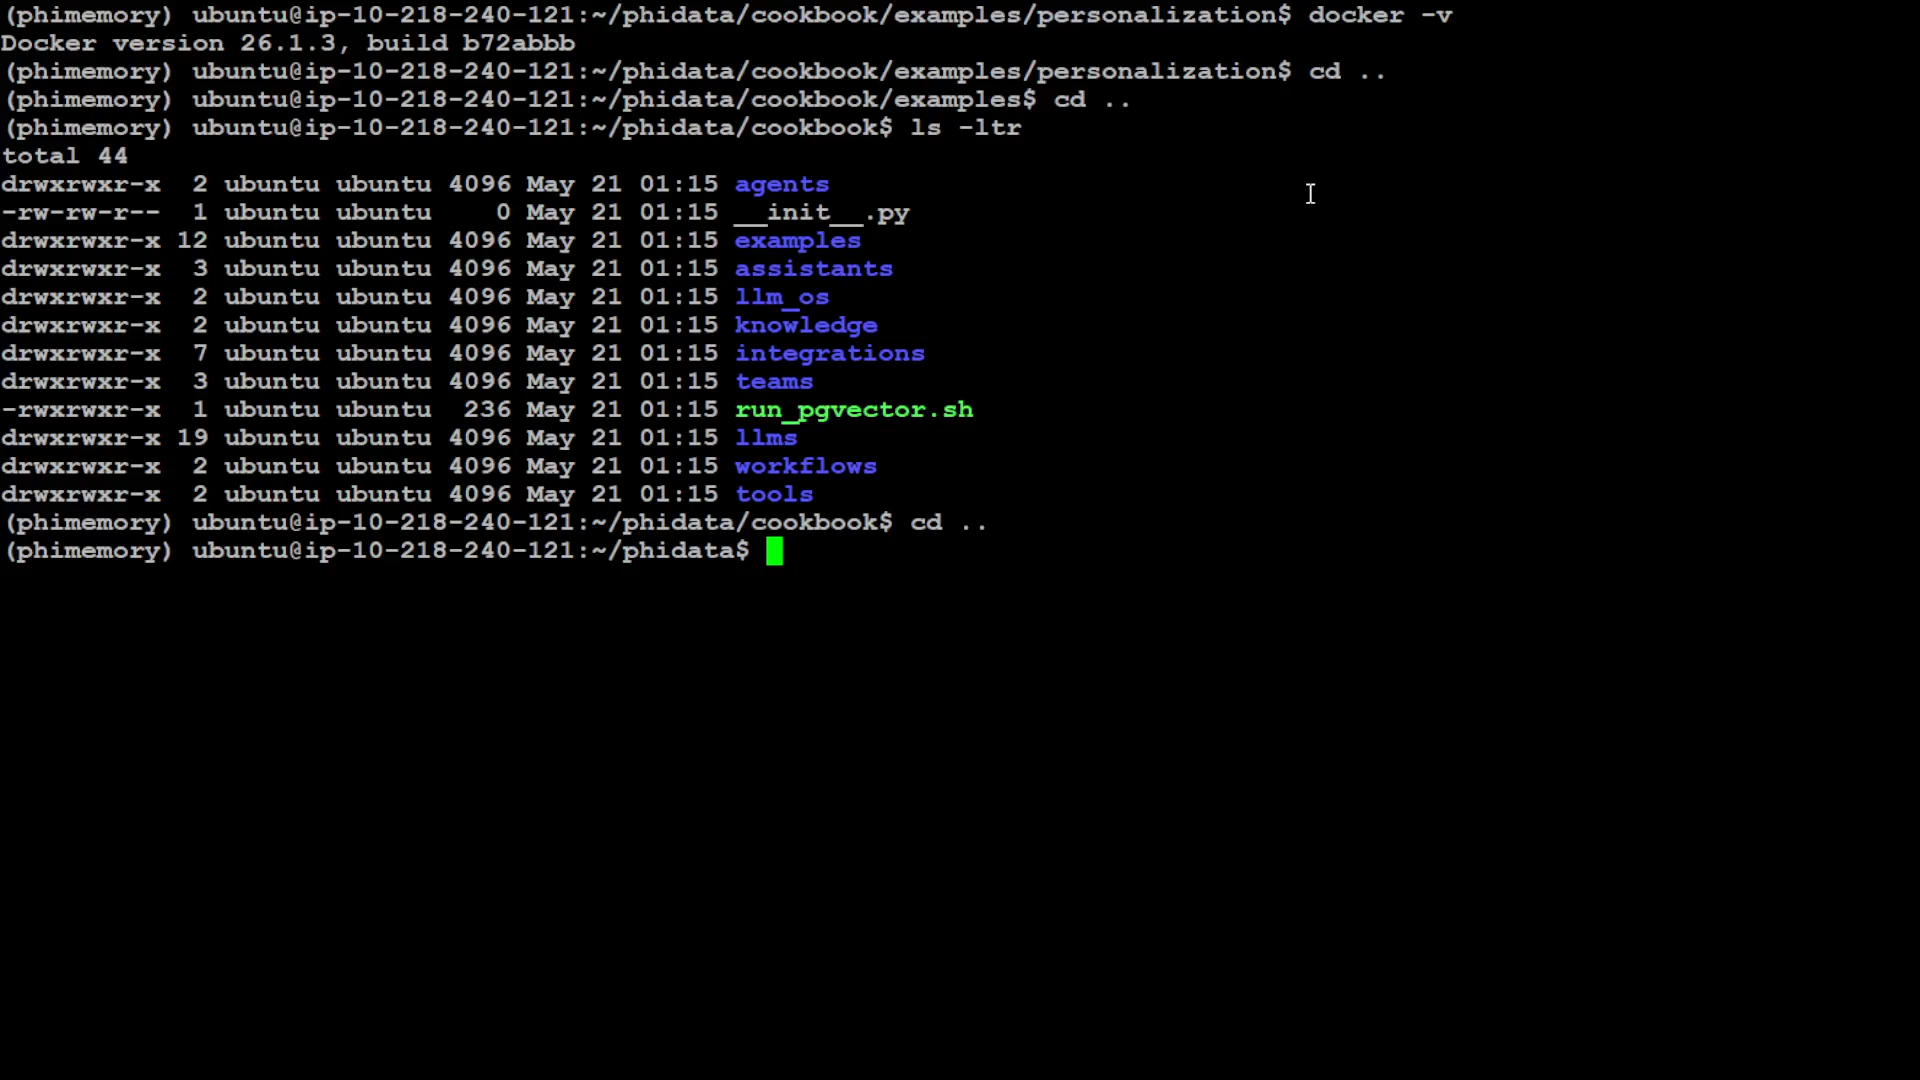 (phimemory) ubuntu@ip-10-218-240-121:~/phidata/cookbook/examples/personalization$ docker -v
Docker version 26.1.3, build b72abbb
(phimemory) ubuntu@ip-10-218-240-121:~/phidata/cookbook/examples/personalization$ cd ..
(phimemory) ubuntu@ip-10-218-240-121:~/phidata/cookbook/examples$ cd ..
(phimemory) ubuntu@ip-10-218-240-121:~/phidata/cookbook$ ls -ltr
total 44
drwxrwxr-x  2 ubuntu ubuntu 4096 May 21 01:15 agents
-rw-rw-r--  1 ubuntu ubuntu    0 May 21 01:15 __init__.py
drwxrwxr-x 12 ubuntu ubuntu 4096 May 21 01:15 examples
drwxrwxr-x  3 ubuntu ubuntu 4096 May 21 01:15 assistants
drwxrwxr-x  2 ubuntu ubuntu 4096 May 21 01:15 llm_os
drwxrwxr-x  2 ubuntu ubuntu 4096 May 21 01:15 knowledge
drwxrwxr-x  7 ubuntu ubuntu 4096 May 21 01:15 integrations
drwxrwxr-x  3 ubuntu ubuntu 4096 May 21 01:15 teams
-rwxrwxr-x  1 ubuntu ubuntu  236 May 21 01:15 run_pgvector.sh
drwxrwxr-x 19 ubuntu ubuntu 4096 May 21 01:15 llms
drwxrwxr-x  2 ubuntu ubuntu 4096 May 21 01:15 workflows
drwxrwxr-x  2 ubuntu ubuntu 4096 May 21 01:15 tools
(phimemory) ubuntu@ip-10-218-240-121:~/phidata/cookbook$ cd ..
(phimemory) ubuntu@ip-10-218-240-121:~/phidata$